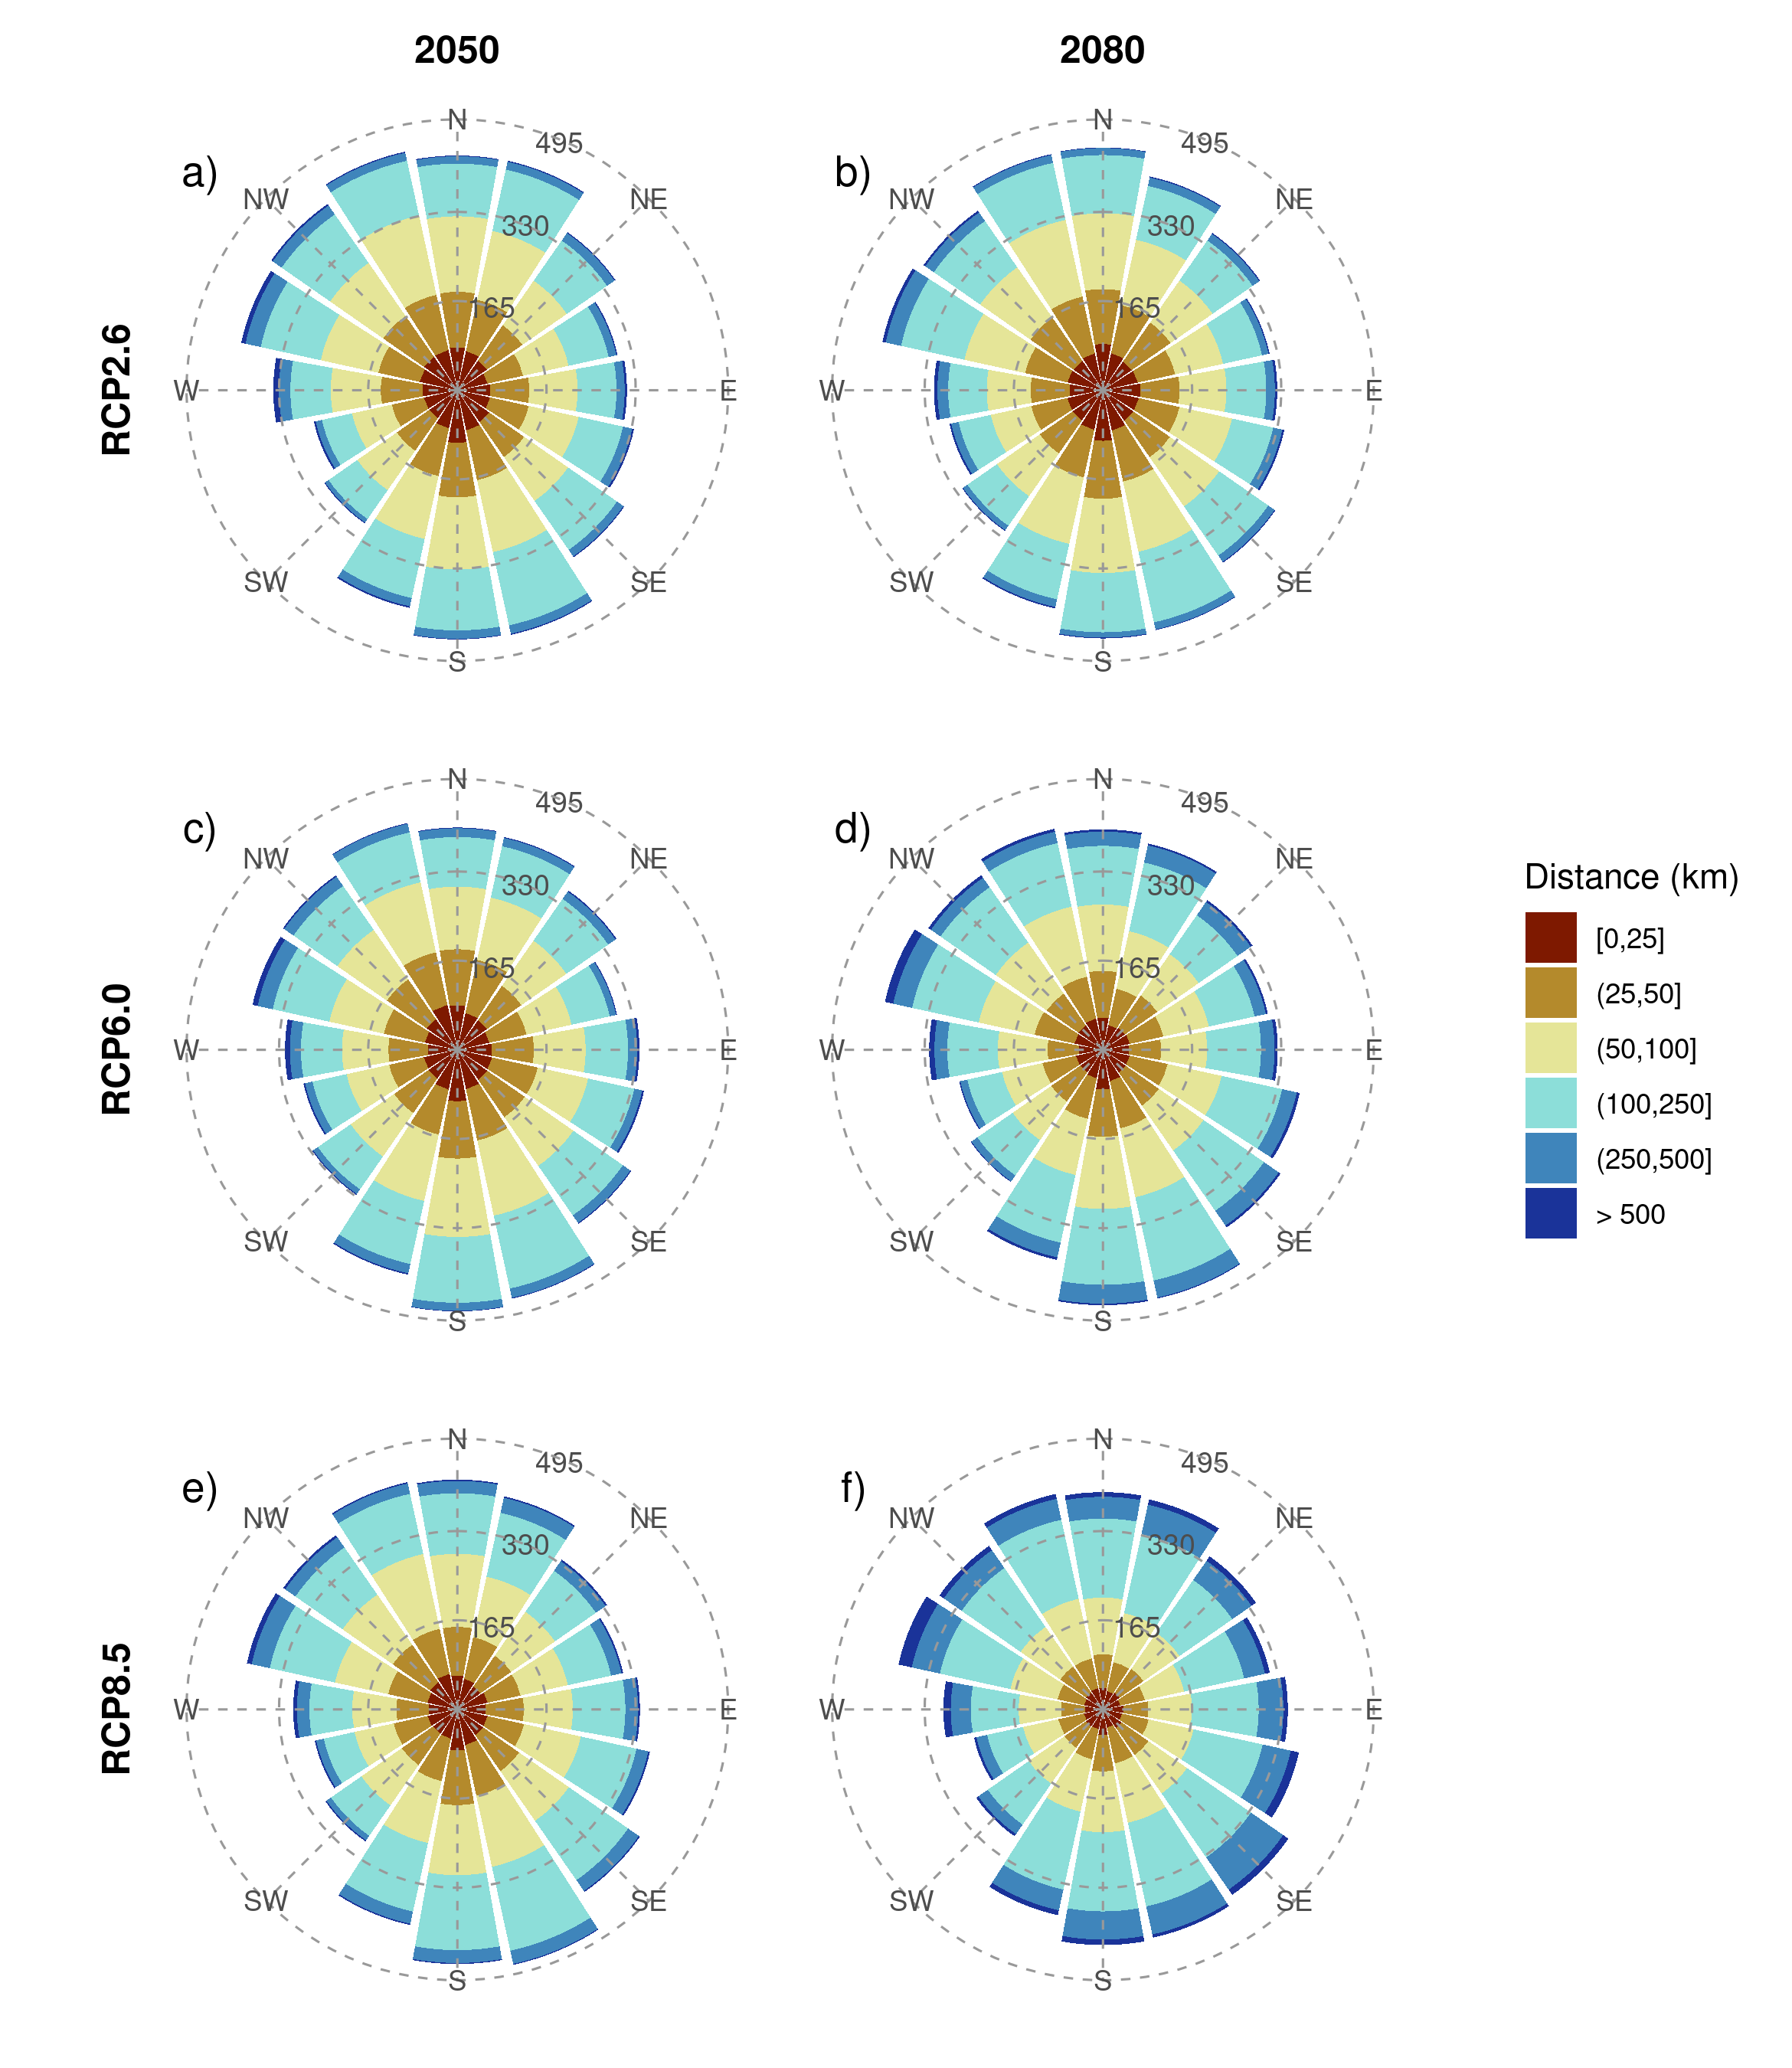 2050
2080
RCP2.6
a)
N
495
NE
330
165
E
SE
S
SW
W
NW
b)
N
495
NE
330
165
E
SE
S
SW
W
NW
RCP6.0
c)
N
495
NE
330
165
E
SE
S
SW
W
NW
d)
N
495
NE
330
165
E
SE
S
SW
W
NW
Distance (km)
[0,25]
(25,50]
(50,100]
(100,250]
(250,500]
> 500
RCP8.5
e)
N
495
NE
330
165
E
SE
S
SW
W
NW
f)
N
495
NE
330
165
E
SE
S
SW
W
NW